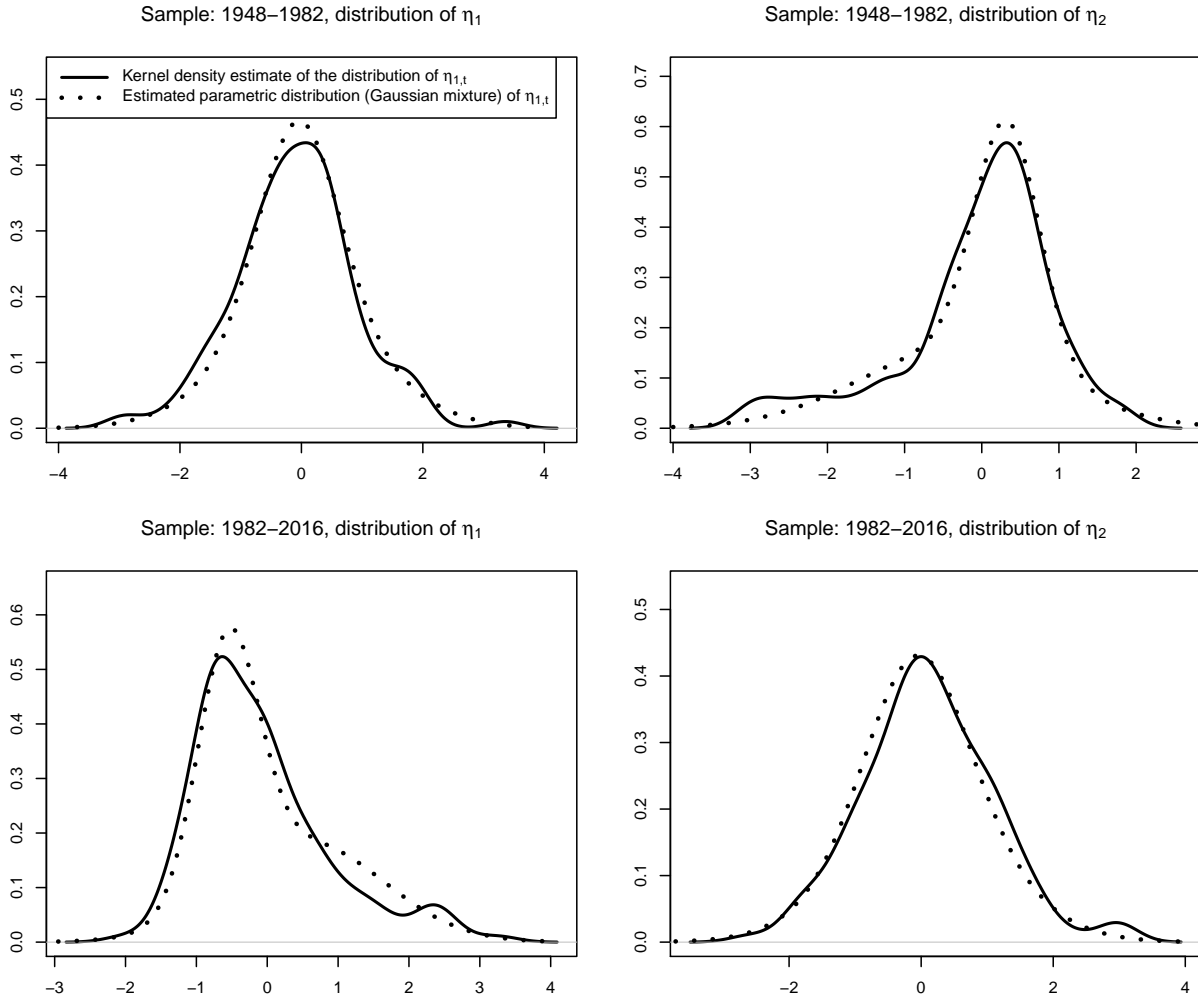 Sample: 1948−1982, distribution of η1
Sample: 1948−1982, distribution of η2
Kernel density estimate of the distribution of η1,t
Estimated parametric distribution (Gaussian mixture) of η1,t
0.5
0.4
0.3
0.2
0.1
0.0
−4 −2 0 2 4
0.7
0.6
0.5
0.4
0.3
0.2
0.1
0.0
−4 −3 −2 −1 0 1 2
Sample: 1982−2016, distribution of η1
Sample: 1982−2016, distribution of η2
0.6
0.5
0.4
0.3
0.2
0.1
0.0
−3 −2 −1 0 1 2 3 4
0.5
0.4
0.3
0.2
0.1
0.0
−2 0 2 4